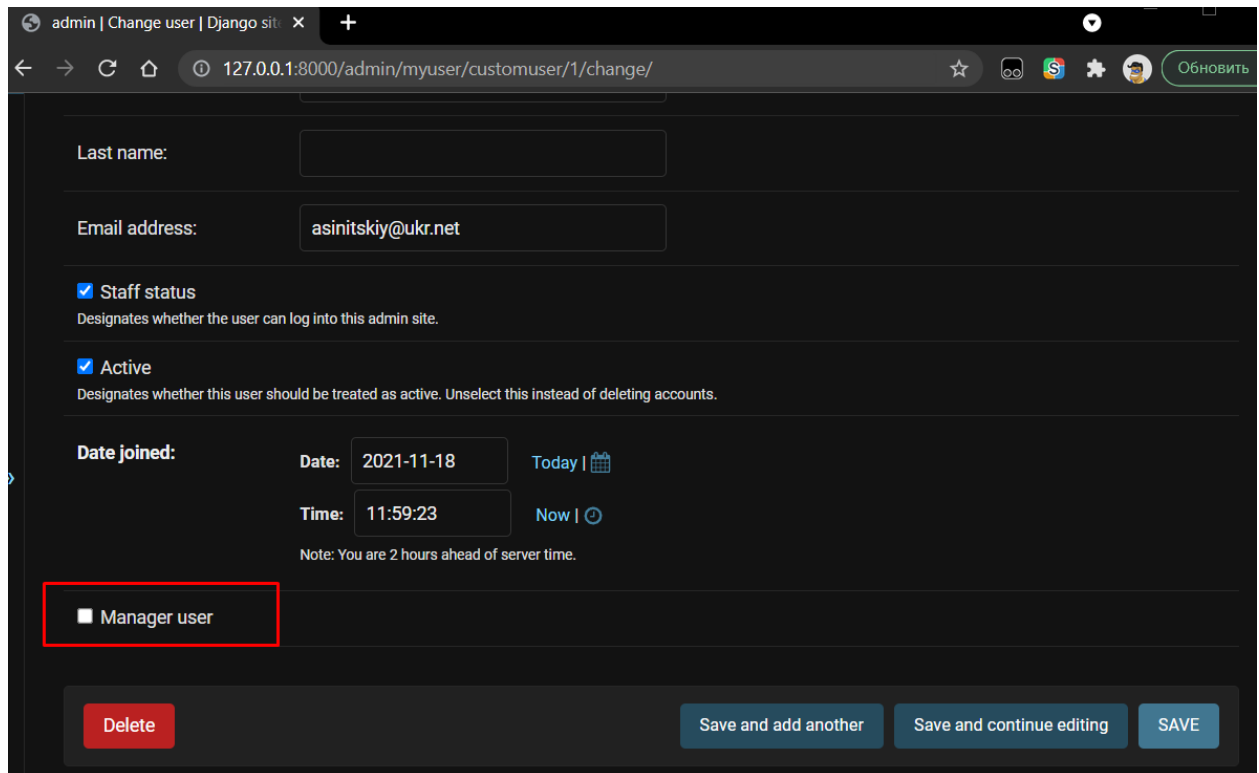 admin | Change user | Django site
127.0.0.1:8000/admin/myuser/customuser/1/change/
Обновить
Last name:
Email address: asinitskiy@ukr.net
Staff status
Designates whether the user can log into this admin site.
Active
Designates whether this user should be treated as active. Unselect this instead of deleting accounts.
Date joined: Date: 2021-11-18 Today |
Time: 11:59:23 Now |
Note: You are 2 hours ahead of server time.
Manager user
Delete Save and add another Save and continue editing SAVE